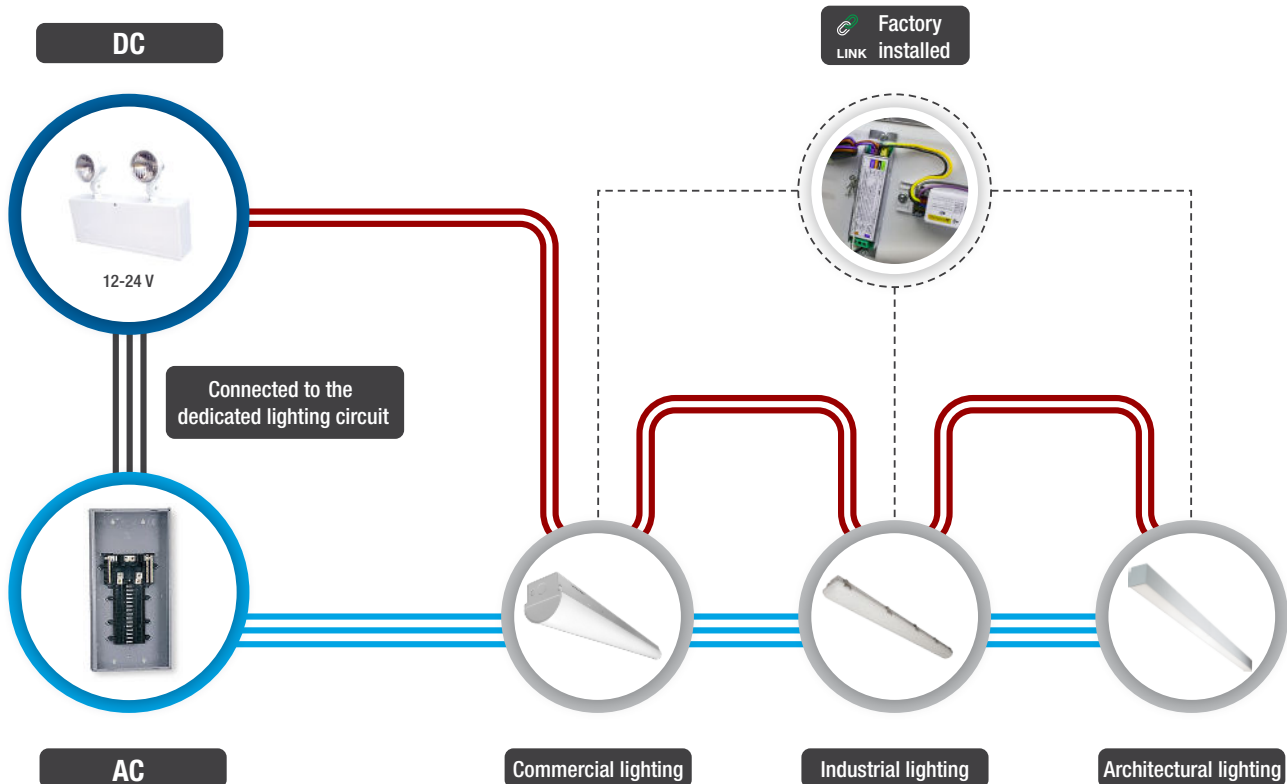 DC
LINK
Factory
installed
12-24 V
Connected to the
dedicated lighting circuit
AC
Commercial lighting
Industrial lighting
Architectural lighting